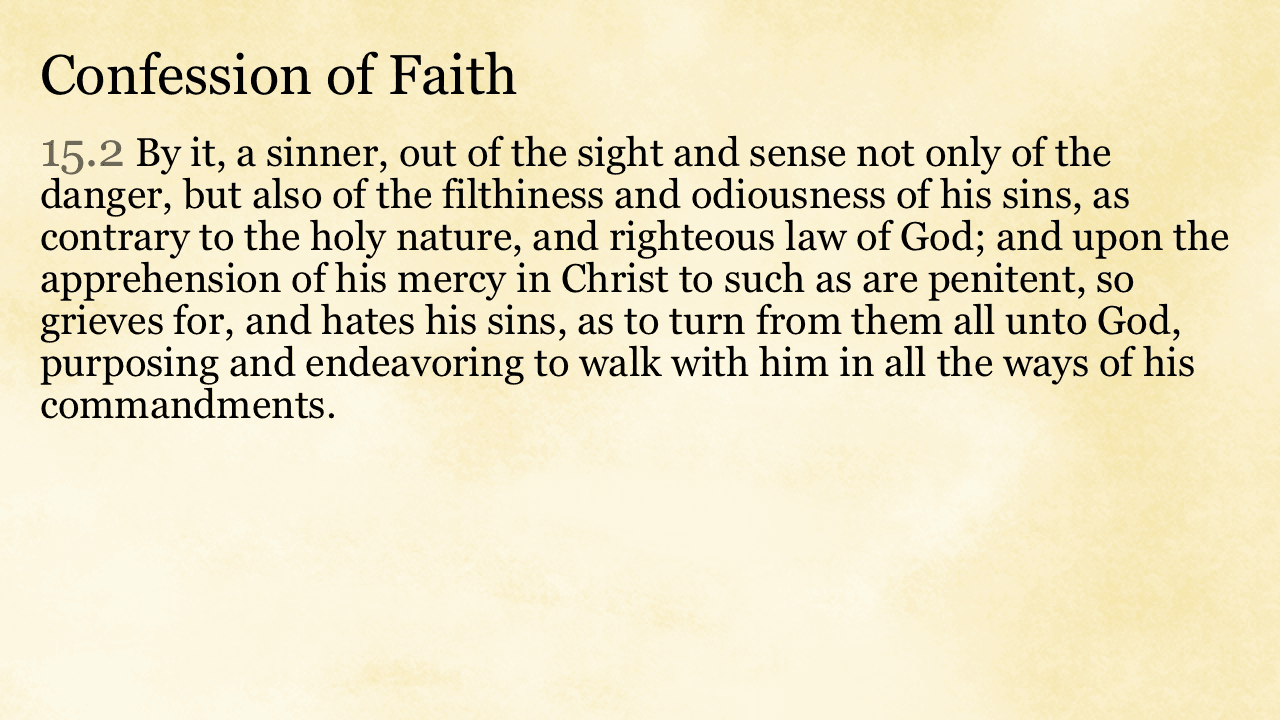 Confession of Faith
15.2 By it, a sinner, out of the sight and sense not only of the
danger, but also of the filthiness and odiousness of his sins, as
contrary to the holy nature, and righteous law of God; and upon the
apprehension of his mercy in Christ to such as are penitent, so
grieves for, and hates his sins, as to turn from them all unto God,
purposing and endeavoring to walk with him in all the ways of his
commandments.